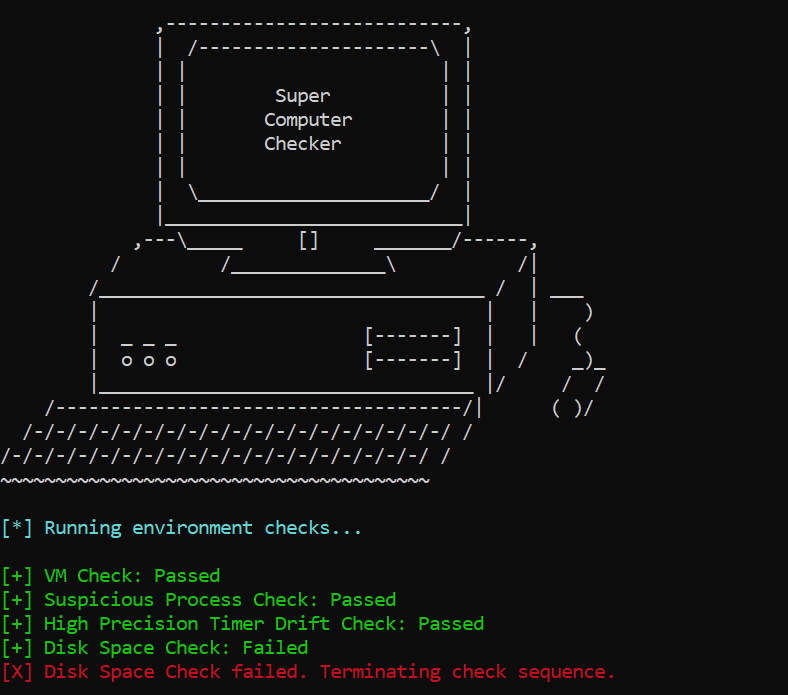 Super
Computer
Checker
[*] Running environment checks...
[+] VM Check: Passed
[+] Suspicious Process Check: Passed
[+] High Precision Timer Drift Check: Passed
[+] Disk Space Check: Failed
[X] Disk Space Check failed. Terminating check sequence.